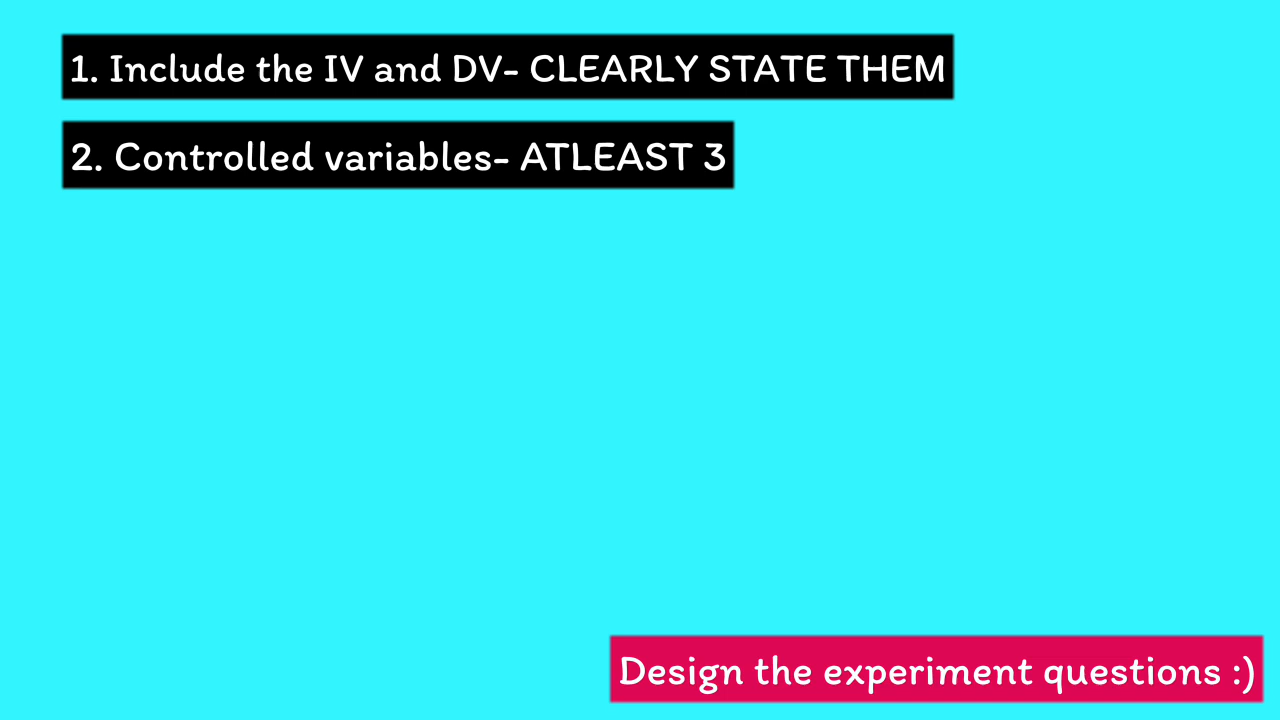 1. Include the IV and DV- CLEARLY STATE THEM
2. Controlled variables- ATLEAST 3
Design the experiment questions :)